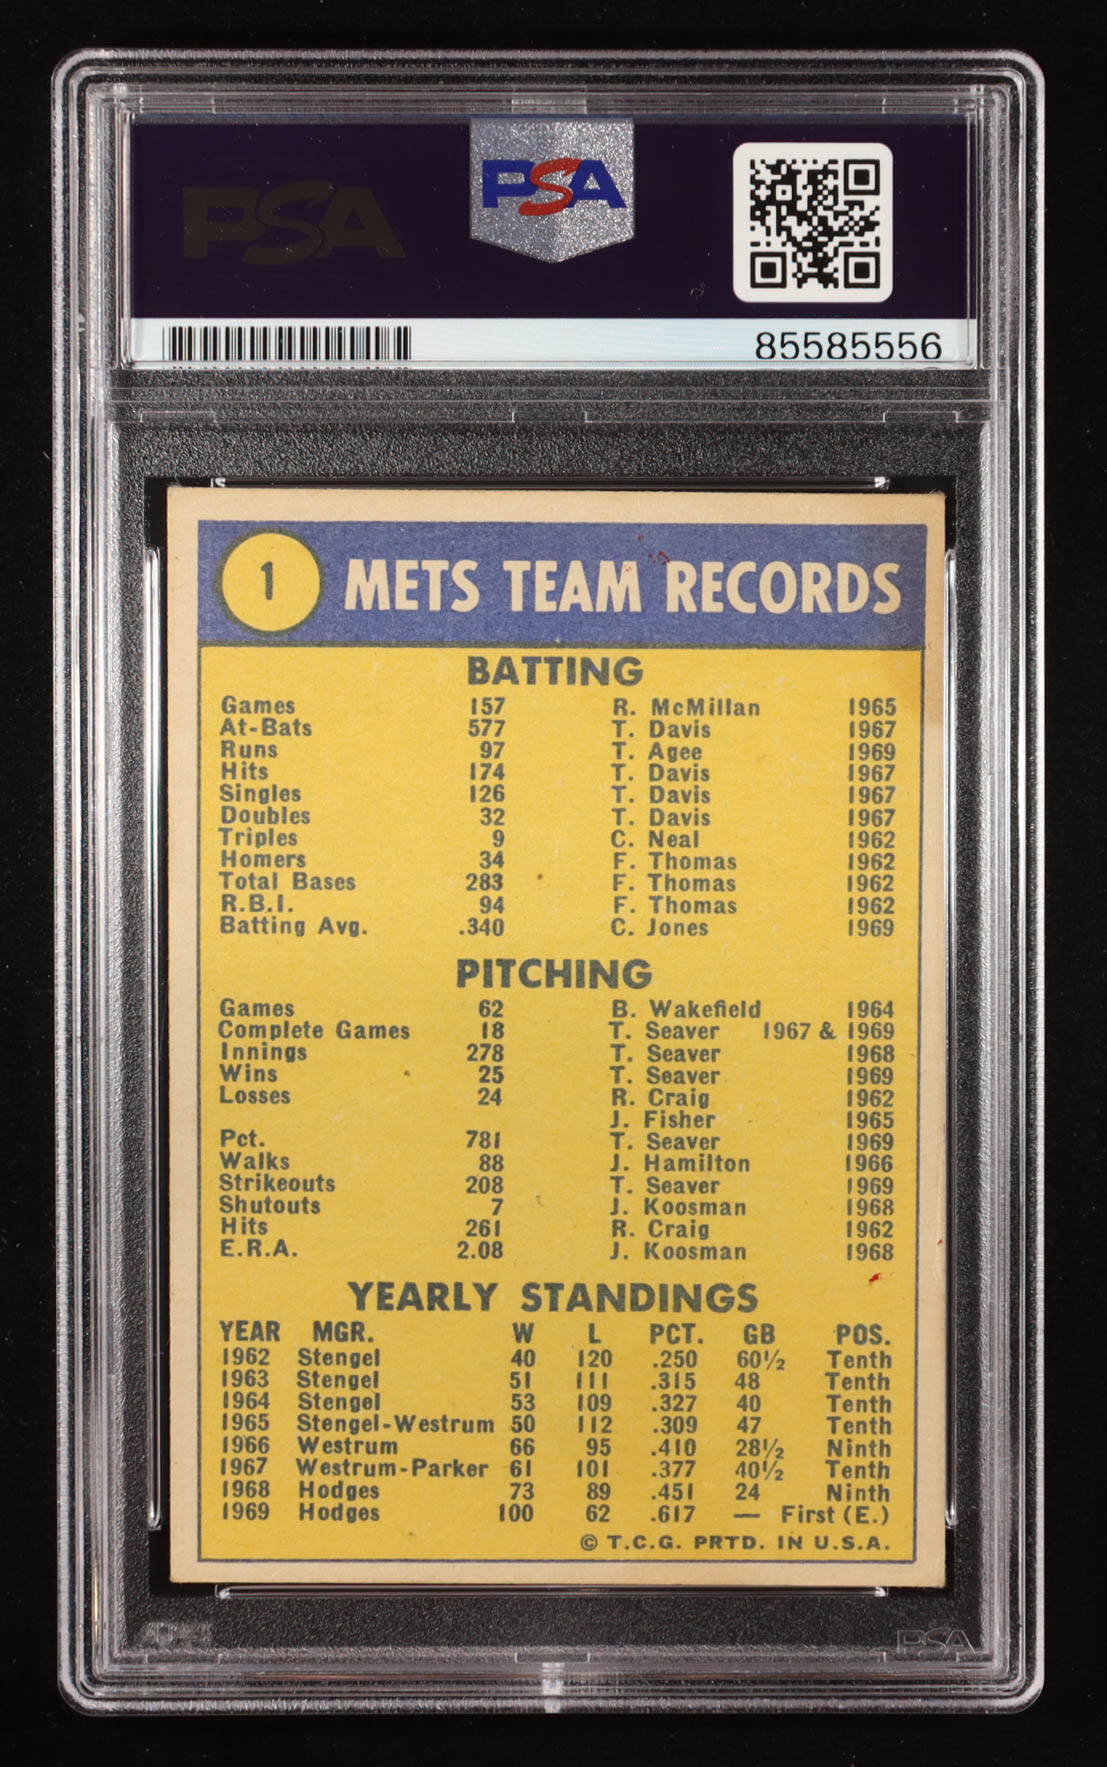 PSA
PSA
85585556
1 METS TEAM RECORDS
BATTING
Games 157 R. McMillan 1965
At-Bats 577 T. Davis 1967
Runs 97 T. Agee 1969
Hits 174 T. Davis 1967
Singles 126 T. Davis 1967
Doubles 32 T. Davis 1967
Triples 9 C. Neal 1962
Homers 34 F. Thomas 1962
Total Bases 283 F. Thomas 1962
R.B.I. 94 F. Thomas 1962
Batting Avg. .340 C. Jones 1969
PITCHING
Games 62 B. Wakefield 1964
Complete Games 18 T. Seaver 1967 & 1969
Innings 278 T. Seaver 1968
Wins 25 T. Seaver 1969
Losses 24 R. Craig 1962
J. Fisher 1965
Pct. 781 T. Seaver 1969
Walks 88 J. Hamilton 1966
Strikeouts 208 T. Seaver 1969
Shutouts 7 J. Koosman 1968
Hits 261 R. Craig 1962
E.R.A. 2.08 J. Koosman 1968
YEARLY STANDINGS
YEAR MGR. W L PCT. GB POS.
1962 Stengel 40 120 .250 60½ Tenth
1963 Stengel 51 111 .315 48 Tenth
1964 Stengel 53 109 .327 40 Tenth
1965 Stengel-Westrum 50 112 .309 47 Tenth
1966 Westrum 66 95 .410 28½ Ninth
1967 Westrum-Parker 61 101 .377 40½ Tenth
1968 Hodges 73 89 .451 24 Ninth
1969 Hodges 100 62 .617 — First (E.)
© T.C.G. PRTD. IN U.S.A.
PSA